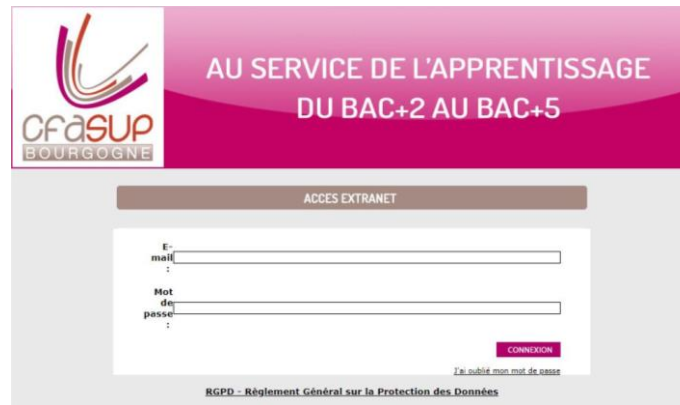 CFASUP
BOURGOGNE
AU SERVICE DE L'APPRENTISSAGE
DU BAC+2 AU BAC+5
ACCES EXTRANET
E-
mail
:
Mot
de
passe
:
CONNEXION
J'ai oublié mon mot de passe
RGPD - Règlement Général sur la Protection des Données